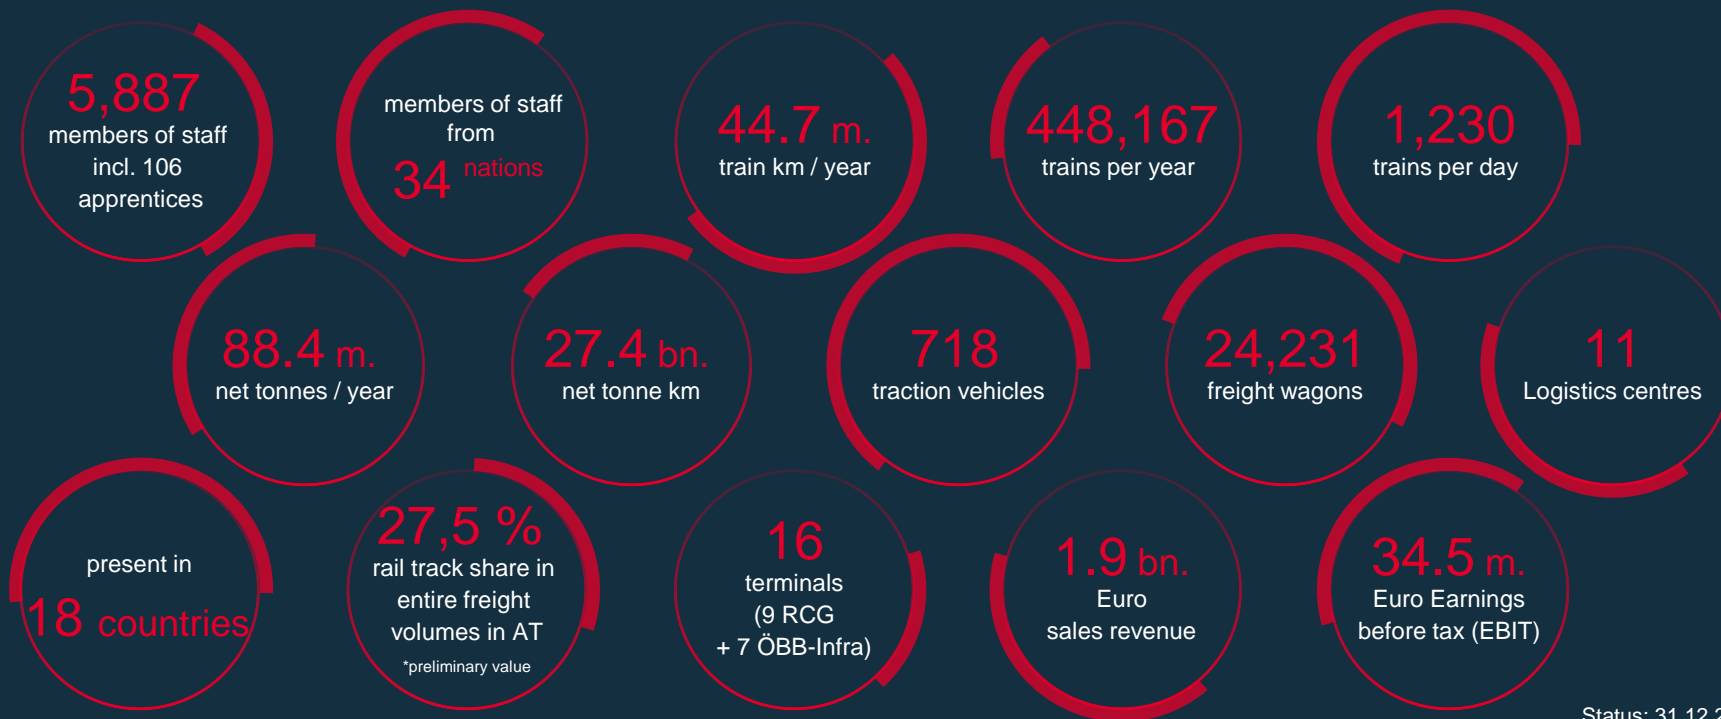 5,887
members of staff
incl. 106
apprentices
members of staff
from
34 nations
44.7 m.
train km / year
448,167
trains per year
1,230
trains per day
88.4 m.
net tonnes / year
27.4 bn.
net tonne km
718
traction vehicles
24,231
freight wagons
11
Logistics centres
present in
18 countries
27,5 %
rail track share in
entire freight
volumes in AT
*preliminary value
16
terminals
(9 RCG
+ 7 ÖBB-Infra)
1.9 bn.
Euro
sales revenue
34.5 m.
Euro Earnings
before tax (EBIT)
Status: 31.12.2